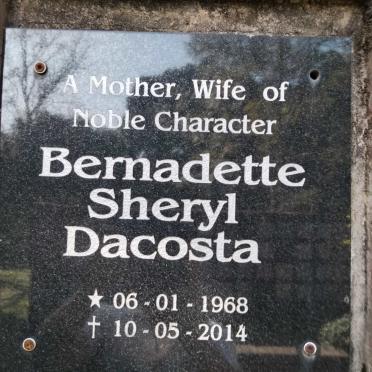 A Mother, Wife of
Noble Character
Bernadette
Sheryl
Dacosta
★ 06 - 01 - 1968
† 10 - 05 - 2014